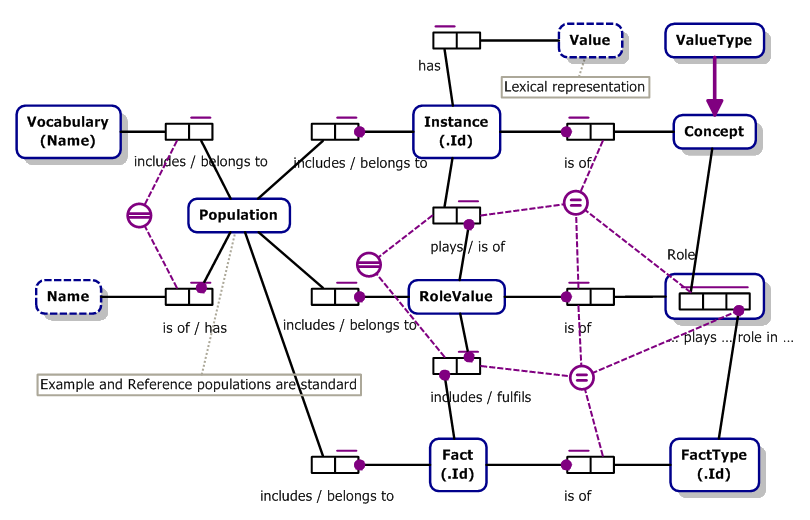 Value
ValueType
has
Lexical representation
Vocabulary
(Name)
Instance
(.Id)
Concept
includes / belongs to
includes / belongs to
is of
Population
plays / is of
Role
Name
RoleValue
is of / has
includes / belongs to
is of
... plays ... role in ...
Example and Reference populations are standard
includes / fulfils
Fact
(.Id)
FactType
(.Id)
includes / belongs to
is of